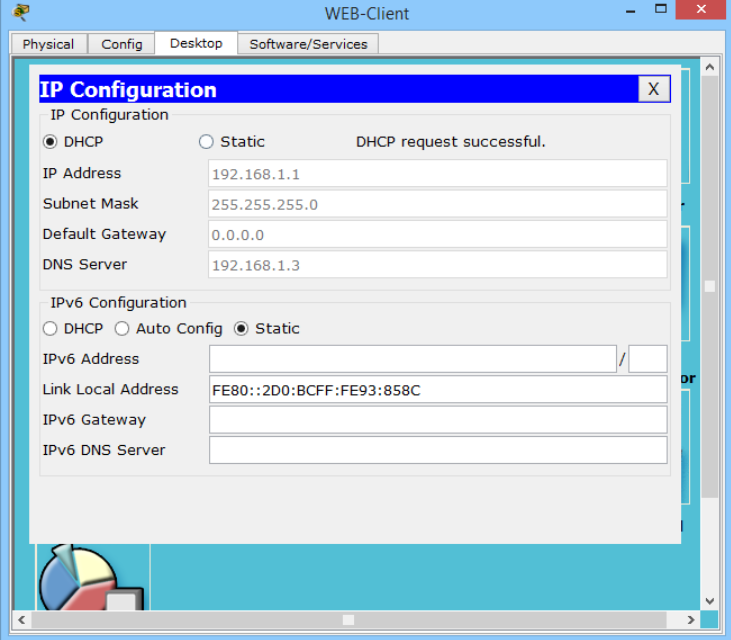 WEB-Client
Physical Config Desktop Software/Services
IP Configuration X
IP Configuration
DHCP Static DHCP request successful.
IP Address 192.168.1.1
Subnet Mask 255.255.255.0
Default Gateway 0.0.0.0
DNS Server 192.168.1.3
IPv6 Configuration
DHCP Auto Config Static
IPv6 Address /
Link Local Address FE80::2D0:BCFF:FE93:858C
IPv6 Gateway
IPv6 DNS Server
or